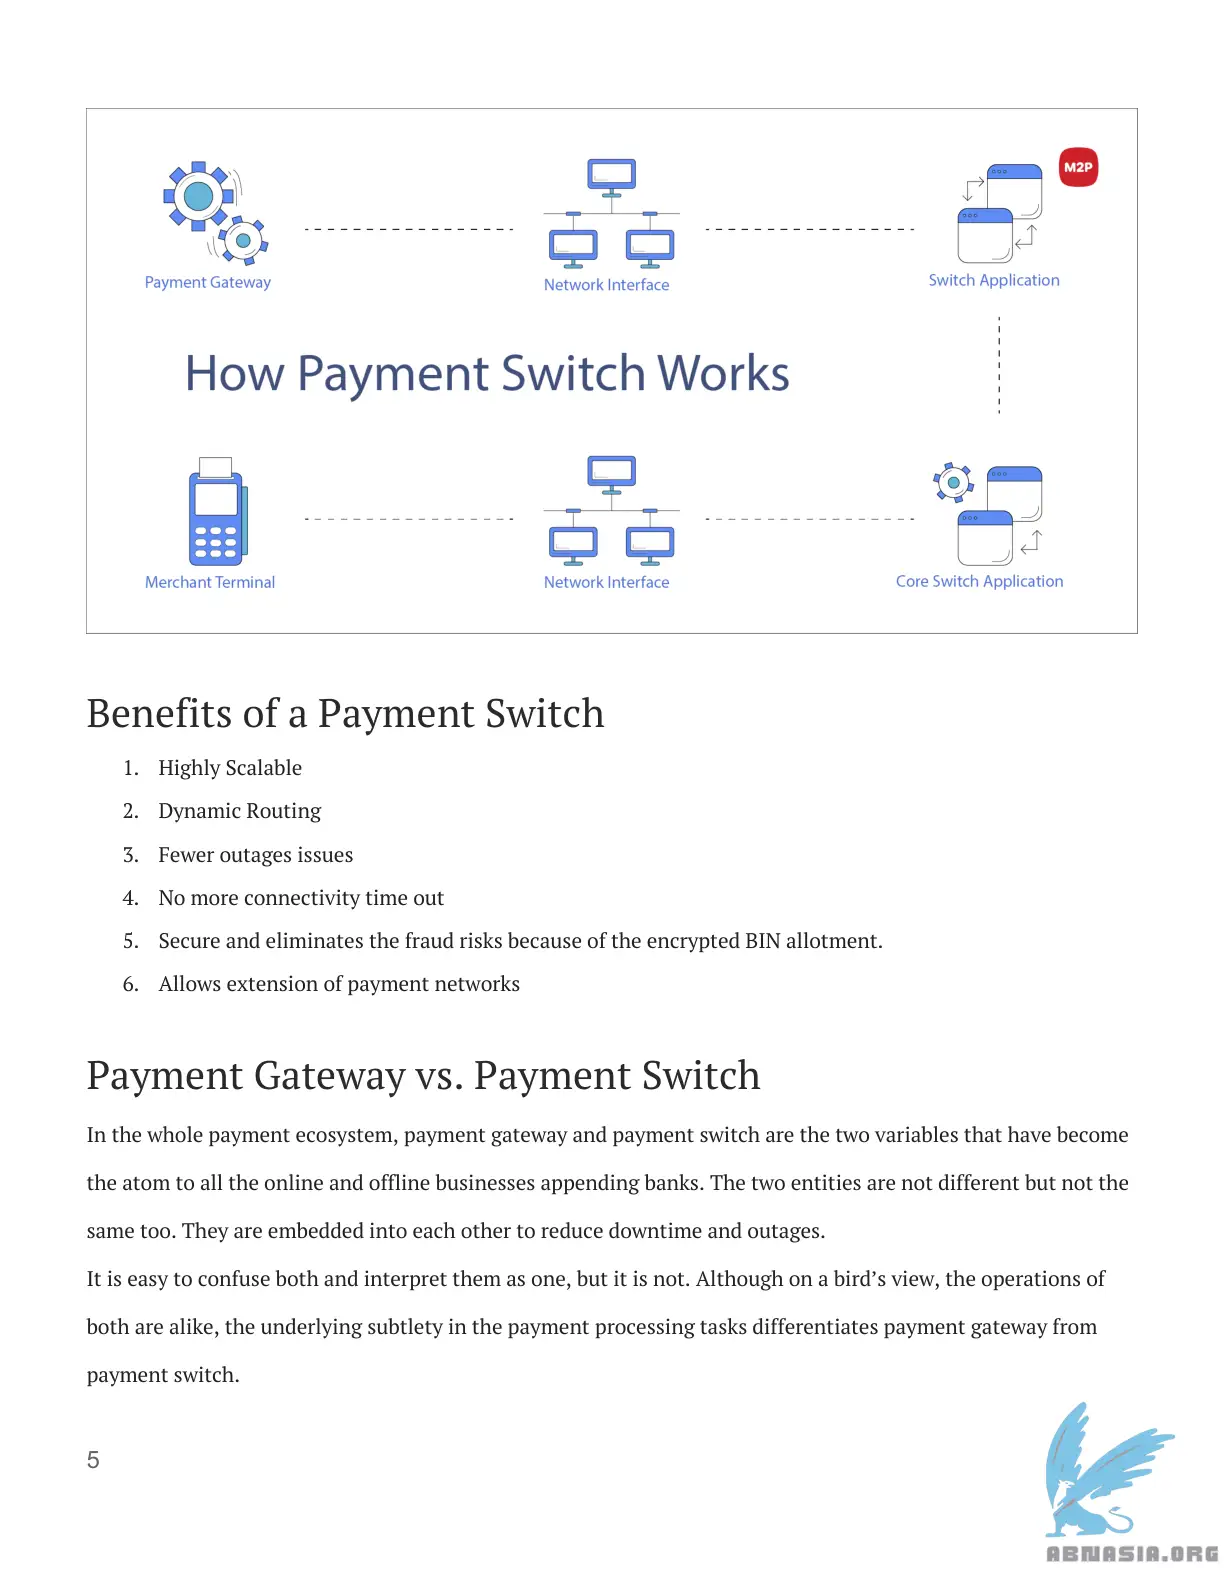 M2P
Payment Gateway
Network Interface
Switch Application
How Payment Switch Works
Merchant Terminal
Network Interface
Core Switch Application
Benefits of a Payment Switch
1. Highly Scalable
2. Dynamic Routing
3. Fewer outages issues
4. No more connectivity time out
5. Secure and eliminates the fraud risks because of the encrypted BIN allotment.
6. Allows extension of payment networks
Payment Gateway vs. Payment Switch
In the whole payment ecosystem, payment gateway and payment switch are the two variables that have become
the atom to all the online and offline businesses appending banks. The two entities are not different but not the
same too. They are embedded into each other to reduce downtime and outages.
It is easy to confuse both and interpret them as one, but it is not. Although on a bird’s view, the operations of
both are alike, the underlying subtlety in the payment processing tasks differentiates payment gateway from
payment switch.
5
ABNASIA.ORG